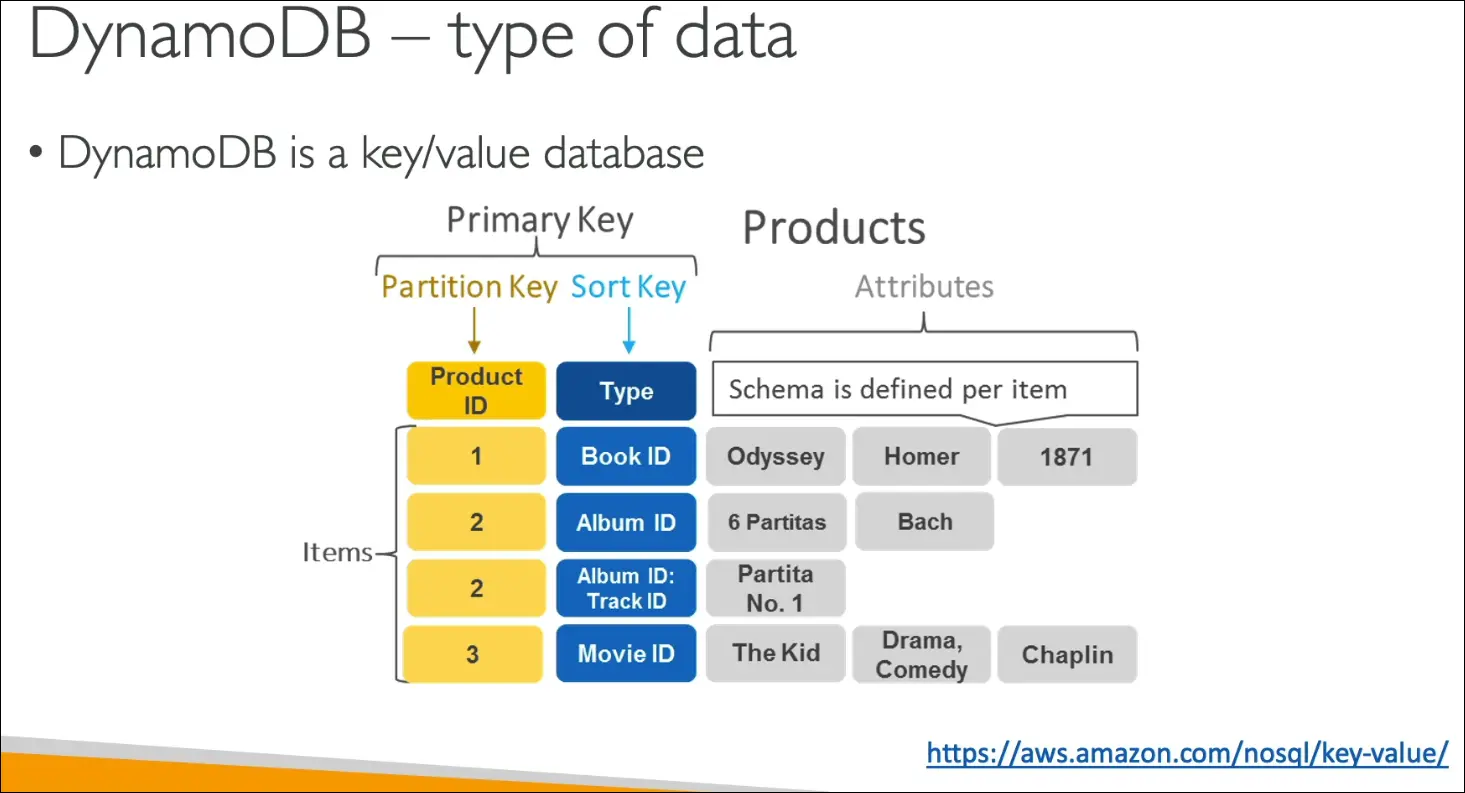 DynamoDB – type of data
• DynamoDB is a key/value database
Primary Key
Products
Partition Key
Sort Key
Attributes
Product
ID
Type
Schema is defined per item
Items
1
Book ID
Odyssey
Homer
1871
2
Album ID
6 Partitas
Bach
2
Album ID:
Track ID
Partita
No. 1
3
Movie ID
The Kid
Drama,
Comedy
Chaplin
https://aws.amazon.com/nosql/key-value/